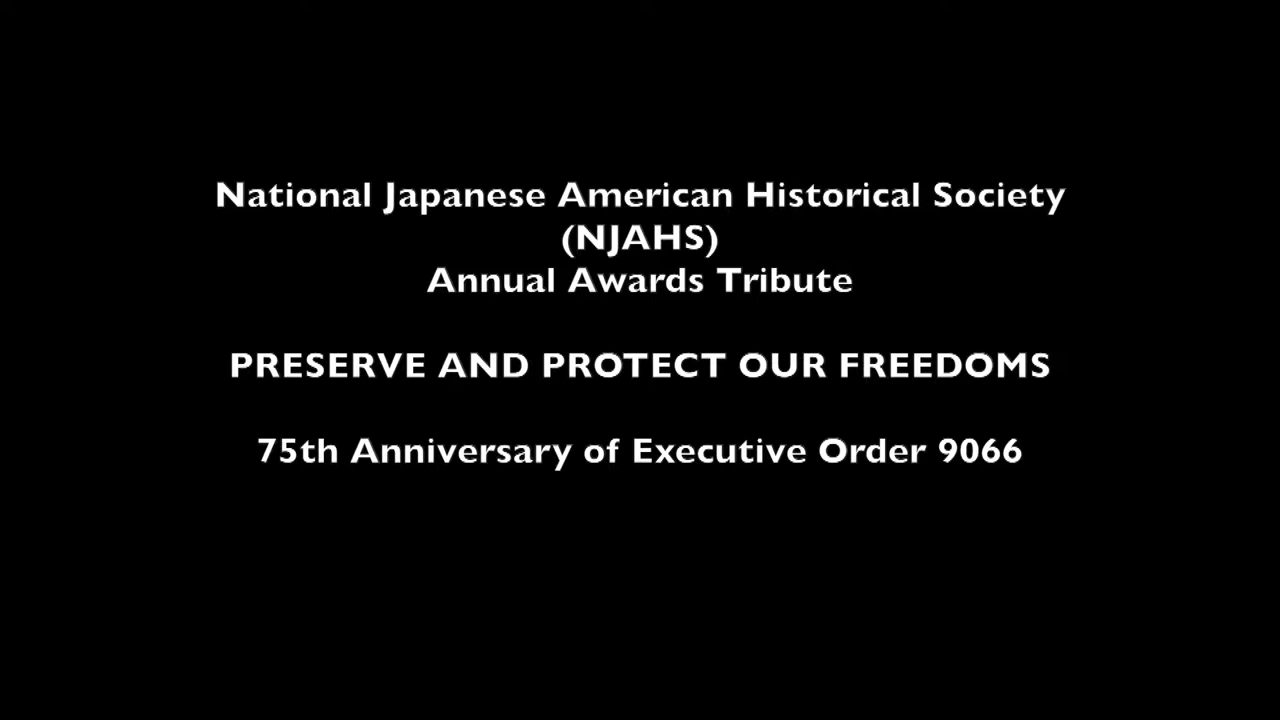 National Japanese American Historical Society
(NJAHS)
Annual Awards Tribute
PRESERVE AND PROTECT OUR FREEDOMS
75th Anniversary of Executive Order 9066